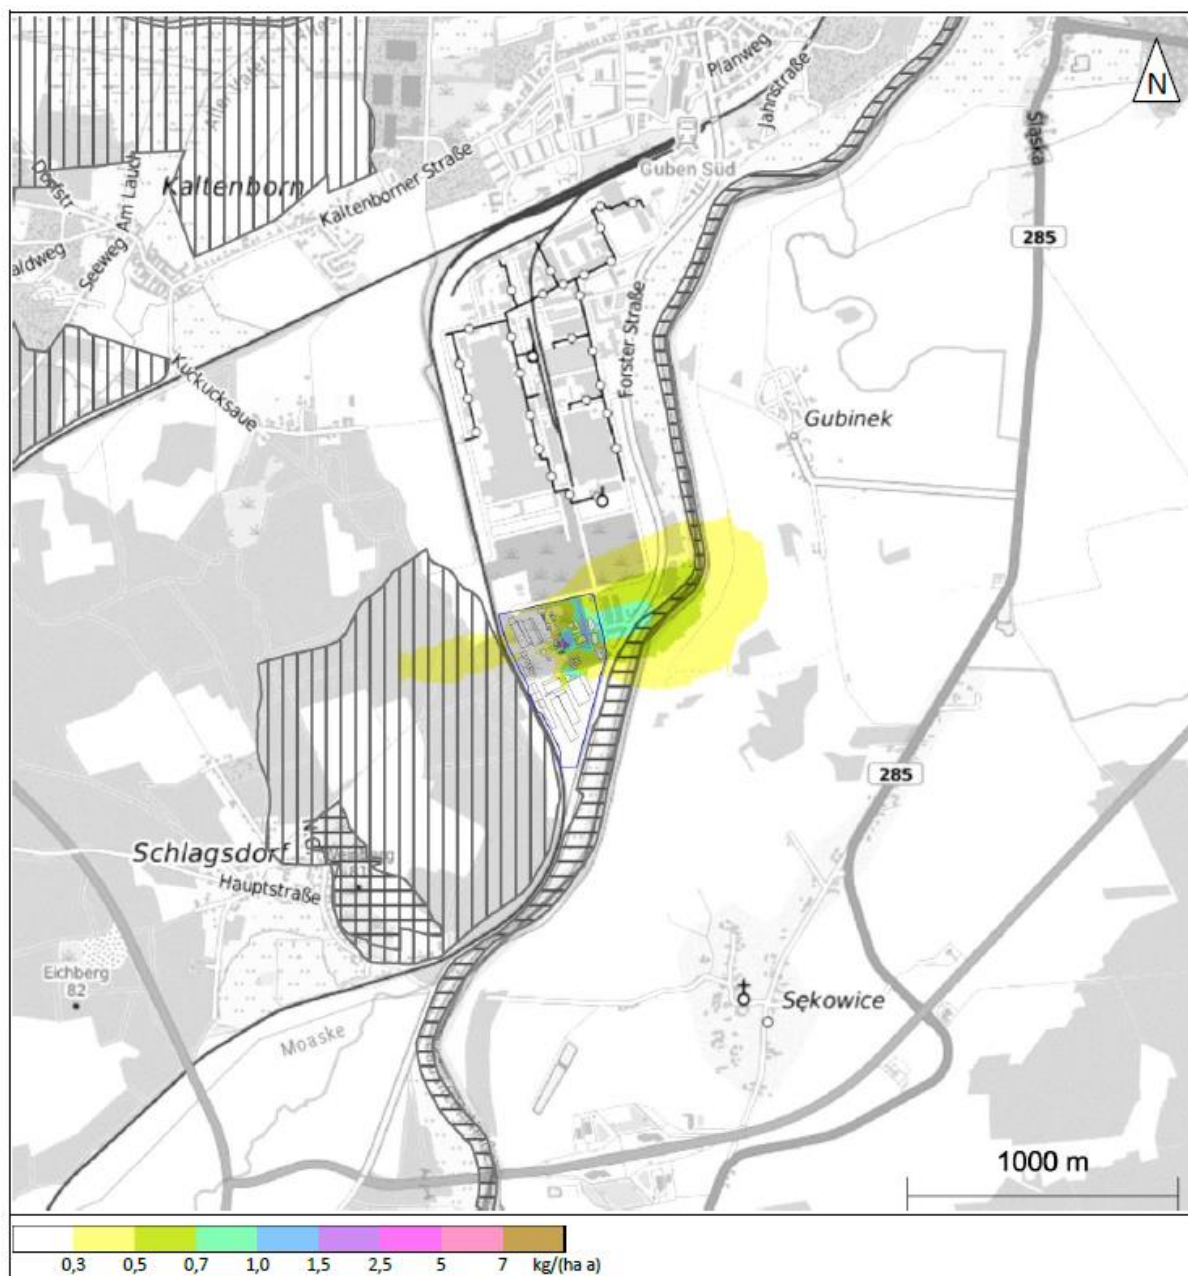 N
Planweg
Jahnstraße
Śląska
Dorfstr
Am Lauch
Kaltenborn
Kaltenborner Straße
Guben Süd
aldweg
Seeweg
285
Forster Straße
Kuckucksaue
Gubinek
285
Schlagsdorf
Hauptstraße
Eichberg
82
Sękowice
Moaske
1000 m
0,3 0,5 0,7 1,0 1,5 2,5 5 7 kg/(ha a)